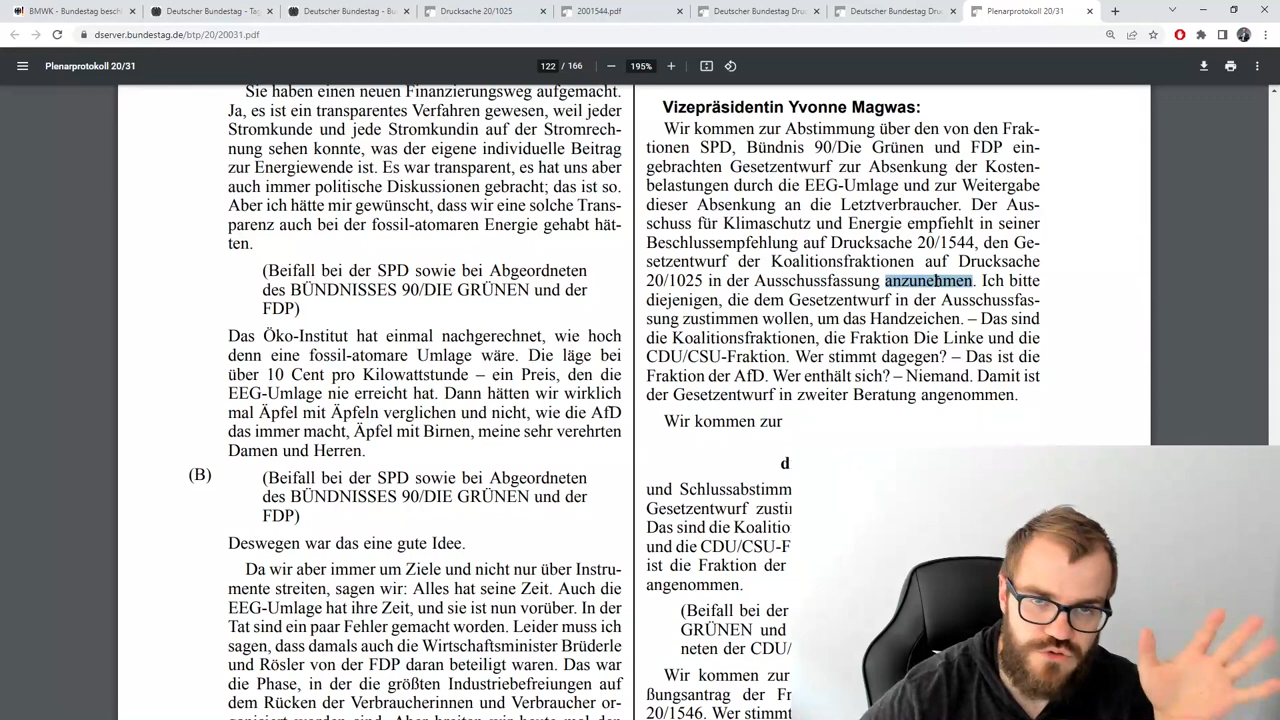 BMWK - Bundestag besch
Deutscher Bundestag - Tag
Deutscher Bundestag - Bu
Drucksache 20/1025
2001544.pdf
Deutscher Bundestag Druc
Deutscher Bundestag Druc
Plenarprotokoll 20/31
dserver.bundestag.de/btp/20/20031.pdf
Plenarprotokoll 20/31
122 / 166
195%
Sie haben einen neuen Finanzierungsweg aufgemacht.
Ja, es ist ein transparentes Verfahren gewesen, weil jeder
Stromkunde und jede Stromkundin auf der Stromrech-
nung sehen konnte, was der eigene individuelle Beitrag
zur Energiewende ist. Es war transparent, es hat uns aber
auch immer politische Diskussionen gebracht; das ist so.
Aber ich hätte mir gewünscht, dass wir eine solche Trans-
parenz auch bei der fossil-atomaren Energie gehabt hät-
ten.
(Beifall bei der SPD sowie bei Abgeordneten
des BÜNDNISSES 90/DIE GRÜNEN und der
FDP)
Das Öko-Institut hat einmal nachgerechnet, wie hoch
denn eine fossil-atomare Umlage wäre. Die läge bei
über 10 Cent pro Kilowattstunde – ein Preis, den die
EEG-Umlage nie erreicht hat. Dann hätten wir wirklich
mal Äpfel mit Äpfeln verglichen und nicht, wie die AfD
das immer macht, Äpfel mit Birnen, meine sehr verehrten
Damen und Herren.
(B)
(Beifall bei der SPD sowie bei Abgeordneten
des BÜNDNISSES 90/DIE GRÜNEN und der
FDP)
Deswegen war das eine gute Idee.
Da wir aber immer um Ziele und nicht nur über Instru-
mente streiten, sagen wir: Alles hat seine Zeit. Auch die
EEG-Umlage hat ihre Zeit, und sie ist nun vorüber. In der
Tat sind ein paar Fehler gemacht worden. Leider muss ich
sagen, dass damals auch die Wirtschaftsminister Brüderle
und Rösler von der FDP daran beteiligt waren. Das war
die Phase, in der die größten Industriebefreiungen auf
dem Rücken der Verbraucherinnen und Verbraucher or-
Vizepräsidentin Yvonne Magwas:
Wir kommen zur Abstimmung über den von den Frak-
tionen SPD, Bündnis 90/Die Grünen und FDP ein-
gebrachten Gesetzentwurf zur Absenkung der Kosten-
belastungen durch die EEG-Umlage und zur Weitergabe
dieser Absenkung an die Letztverbraucher. Der Aus-
schuss für Klimaschutz und Energie empfiehlt in seiner
Beschlussempfehlung auf Drucksache 20/1544, den Ge-
setzentwurf der Koalitionsfraktionen auf Drucksache
20/1025 in der Ausschussfassung anzunehmen. Ich bitte
diejenigen, die dem Gesetzentwurf in der Ausschussfas-
sung zustimmen wollen, um das Handzeichen. – Das sind
die Koalitionsfraktionen, die Fraktion Die Linke und die
CDU/CSU-Fraktion. Wer stimmt dagegen? – Das ist die
Fraktion der AfD. Wer enthält sich? – Niemand. Damit ist
der Gesetzentwurf in zweiter Beratung angenommen.
Wir kommen zur
d
und Schlussabstimm
Gesetzentwurf zustin
Das sind die Koalitio
und die CDU/CSU-F
ist die Fraktion der
angenommen.
(Beifall bei der
GRÜNEN und
neten der CDU/
Wir kommen zur
ßungsantrag der Fr
20/1546. Wer stimmt